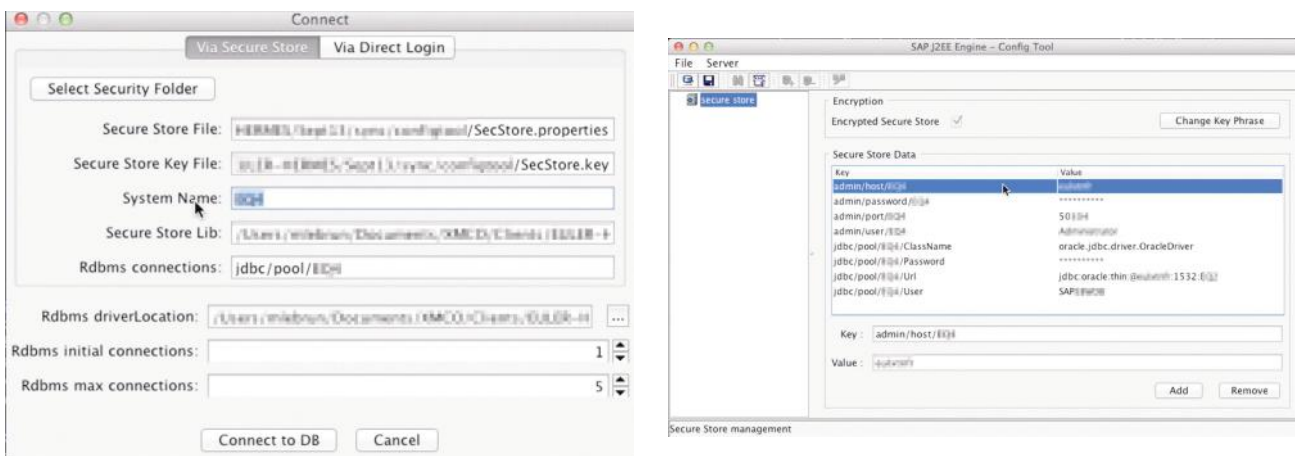 Connect
Via Secure Store Via Direct Login
Select Security Folder
Secure Store File: /SecStore.properties
Secure Store Key File: /SecStore.key
System Name:
Secure Store Lib:
Rdbms connections: jdbc/pool/
Rdbms driverLocation: ...
Rdbms initial connections: 1
Rdbms max connections: 5
Connect to DB Cancel
SAP J2EE Engine – Config Tool
File Server
secure store
Encryption
Encrypted Secure Store
Change Key Phrase
Secure Store Data
Key Value
admin/host/
admin/password/ **********
admin/port/ 50
admin/user/
jdbc/pool/ /ClassName oracle.jdbc.driver.OracleDriver
jdbc/pool/ /Password **********
jdbc/pool/ /Url jdbc:oracle:thin:@ :1532:
jdbc/pool/ /User SAP
Key : admin/host/
Value :
Add Remove
Secure Store management